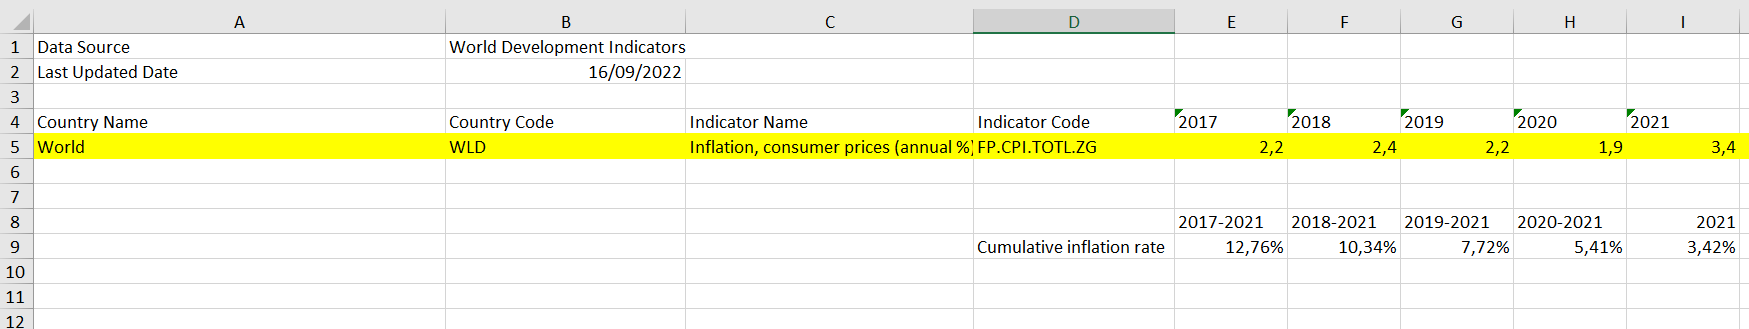 A B C D E F G H I
1 Data Source World Development Indicators
2 Last Updated Date 16/09/2022
3
4 Country Name Country Code Indicator Name Indicator Code 2017 2018 2019 2020 2021
5 World WLD Inflation, consumer prices (annual %) FP.CPI.TOTL.ZG 2,2 2,4 2,2 1,9 3,4
6
7
8 2017-2021 2018-2021 2019-2021 2020-2021 2021
9 Cumulative inflation rate 12,76% 10,34% 7,72% 5,41% 3,42%
10
11
12